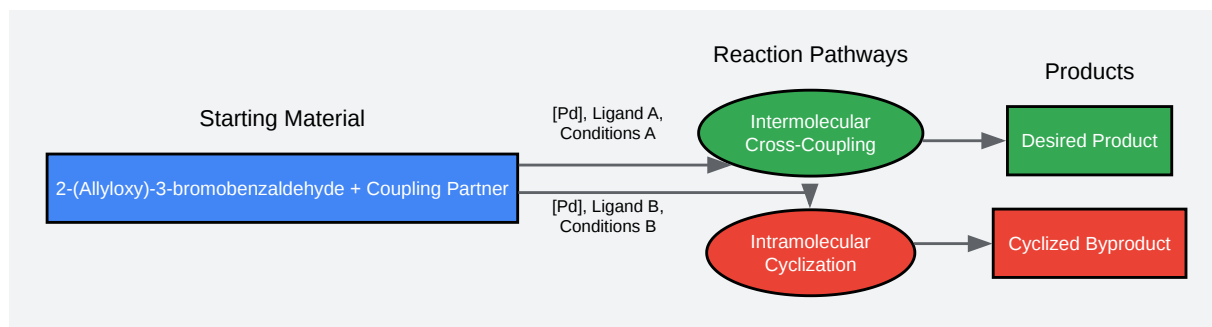 Reaction Pathways
Products
Starting Material
[Pd], Ligand A,
Conditions A
Intermolecular
Cross-Coupling
Desired Product
2-(Allyloxy)-3-bromobenzaldehyde + Coupling Partner
[Pd], Ligand B,
Conditions B
Intramolecular
Cyclization
Cyclized Byproduct